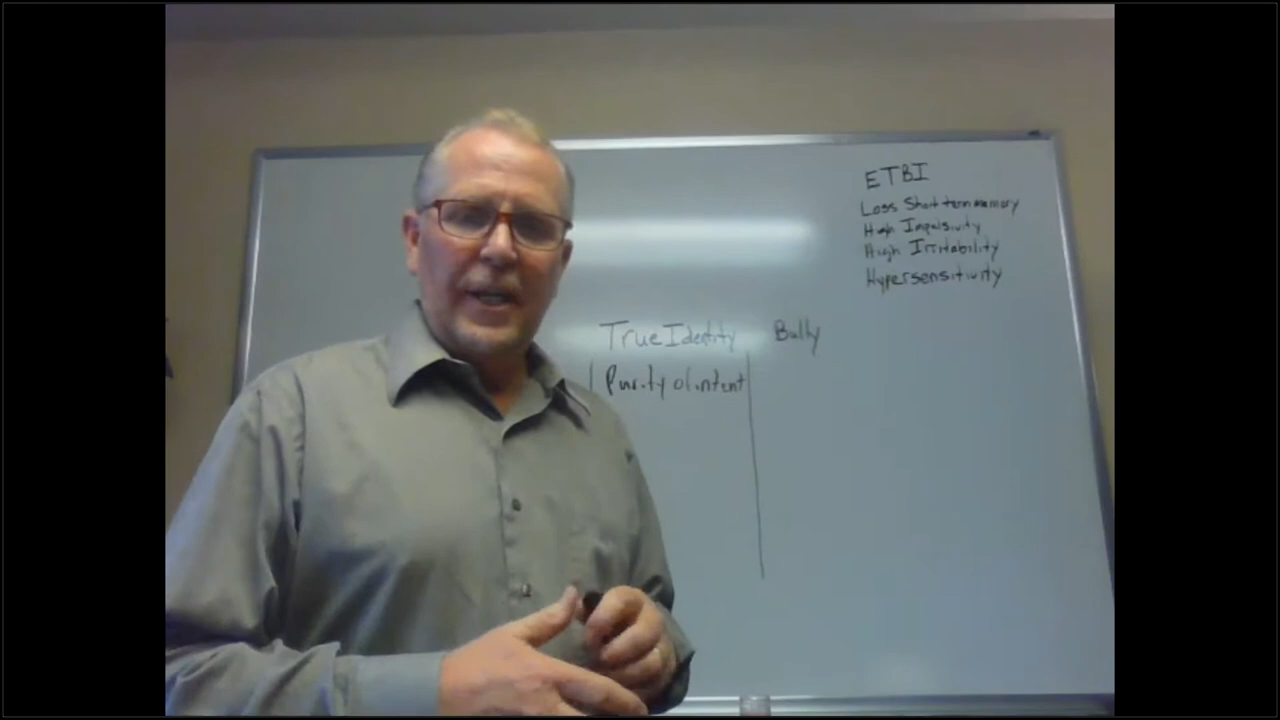 ETBI
Loss Short term memory
High Impulsivity
High Irritability
Hypersensitivity
True Identity Bully
Purity of intent